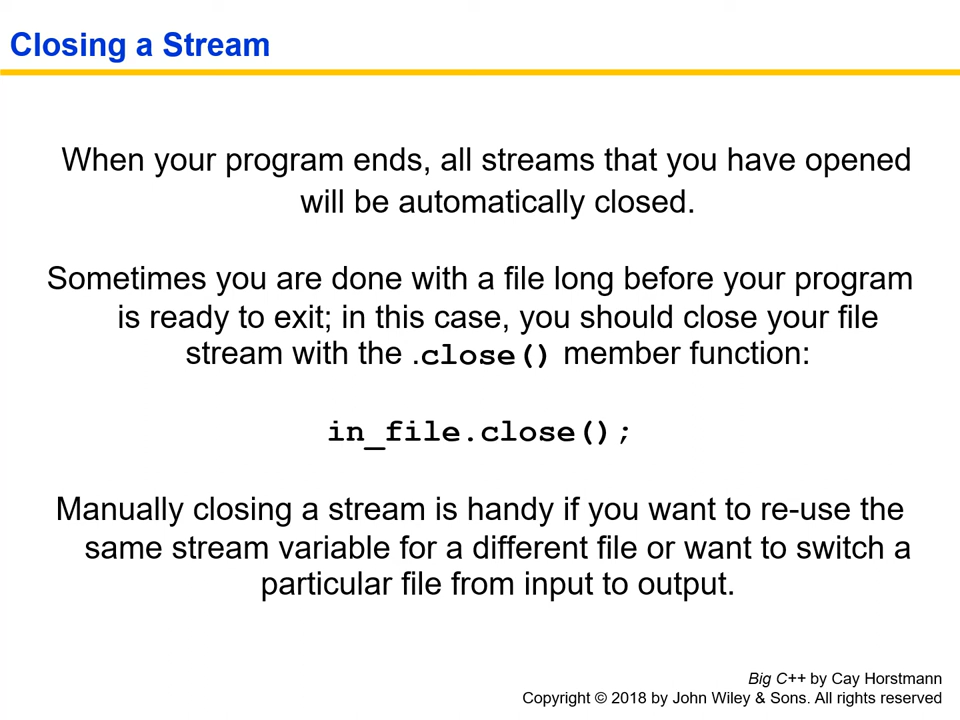 Closing a Stream
When your program ends, all streams that you have opened
will be automatically closed.
Sometimes you are done with a file long before your program
is ready to exit; in this case, you should close your file
stream with the .close() member function:
in_file.close();
Manually closing a stream is handy if you want to re-use the
same stream variable for a different file or want to switch a
particular file from input to output.
Big C++ by Cay Horstmann
Copyright © 2018 by John Wiley & Sons. All rights reserved